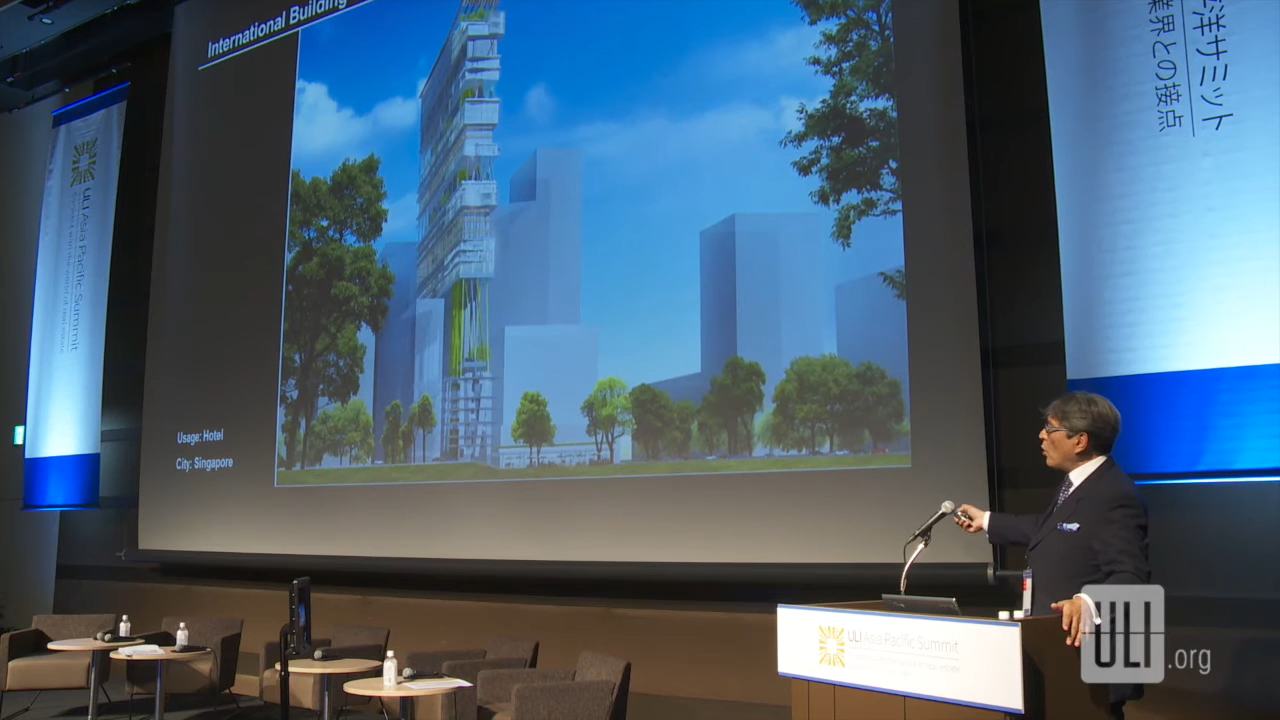 International Building
Usage: Hotel
City: Singapore
ULI Asia Pacific Summit
洋サミット
業界との接点
ULI Asia Pacific Summit
ULI.org